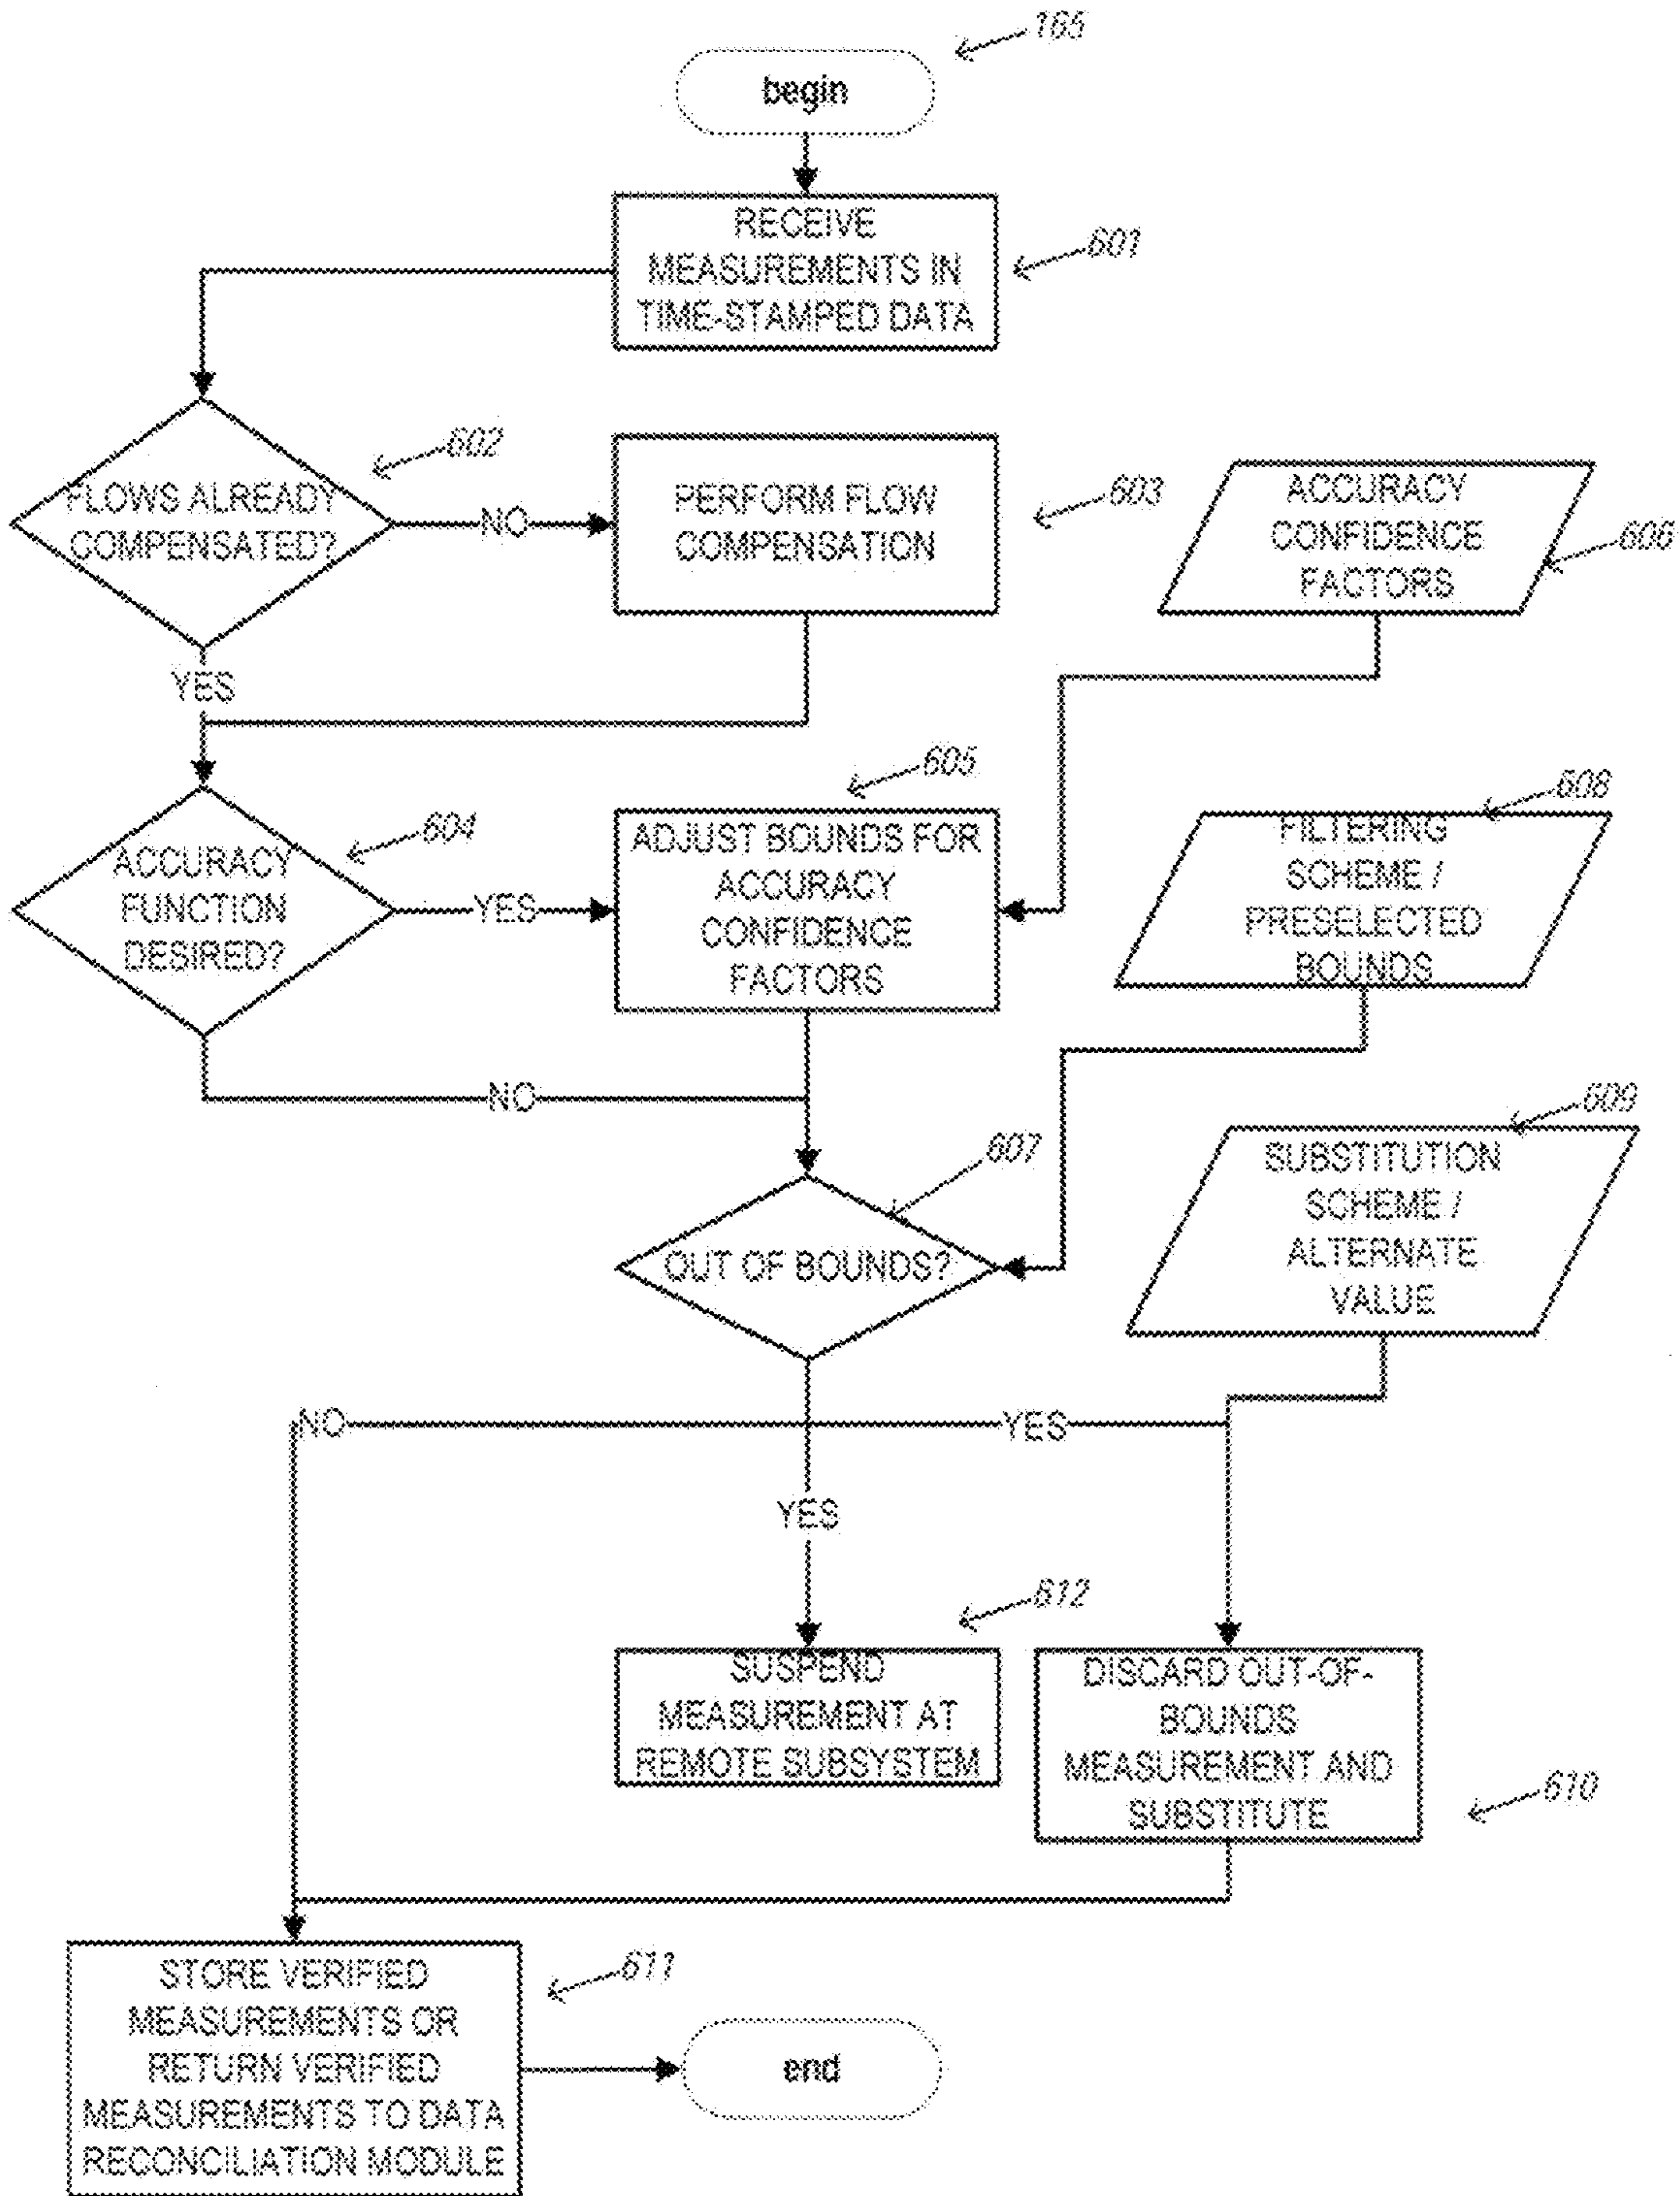 165
begin
RECEIVE
MEASUREMENTS IN
TIME-STAMPED DATA
601
FLOWS ALREADY
COMPENSATED?
602
NO
PERFORM FLOW
COMPENSATION
603
ACCURACY
CONFIDENCE
FACTORS
606
YES
ACCURACY
FUNCTION
DESIRED?
604
YES
ADJUST BOUNDS FOR
ACCURACY
CONFIDENCE
FACTORS
605
FILTERING
SCHEME /
PRESELECTED
BOUNDS
608
NO
OUT OF BOUNDS?
607
SUBSTITUTION
SCHEME /
ALTERNATE
VALUE
609
NO
YES
YES
SUSPEND
MEASUREMENT AT
REMOTE SUBSYSTEM
612
DISCARD OUT-OF-
BOUNDS
MEASUREMENT AND
SUBSTITUTE
610
STORE VERIFIED
MEASUREMENTS OR
RETURN VERIFIED
MEASUREMENTS TO DATA
RECONCILIATION MODULE
611
end